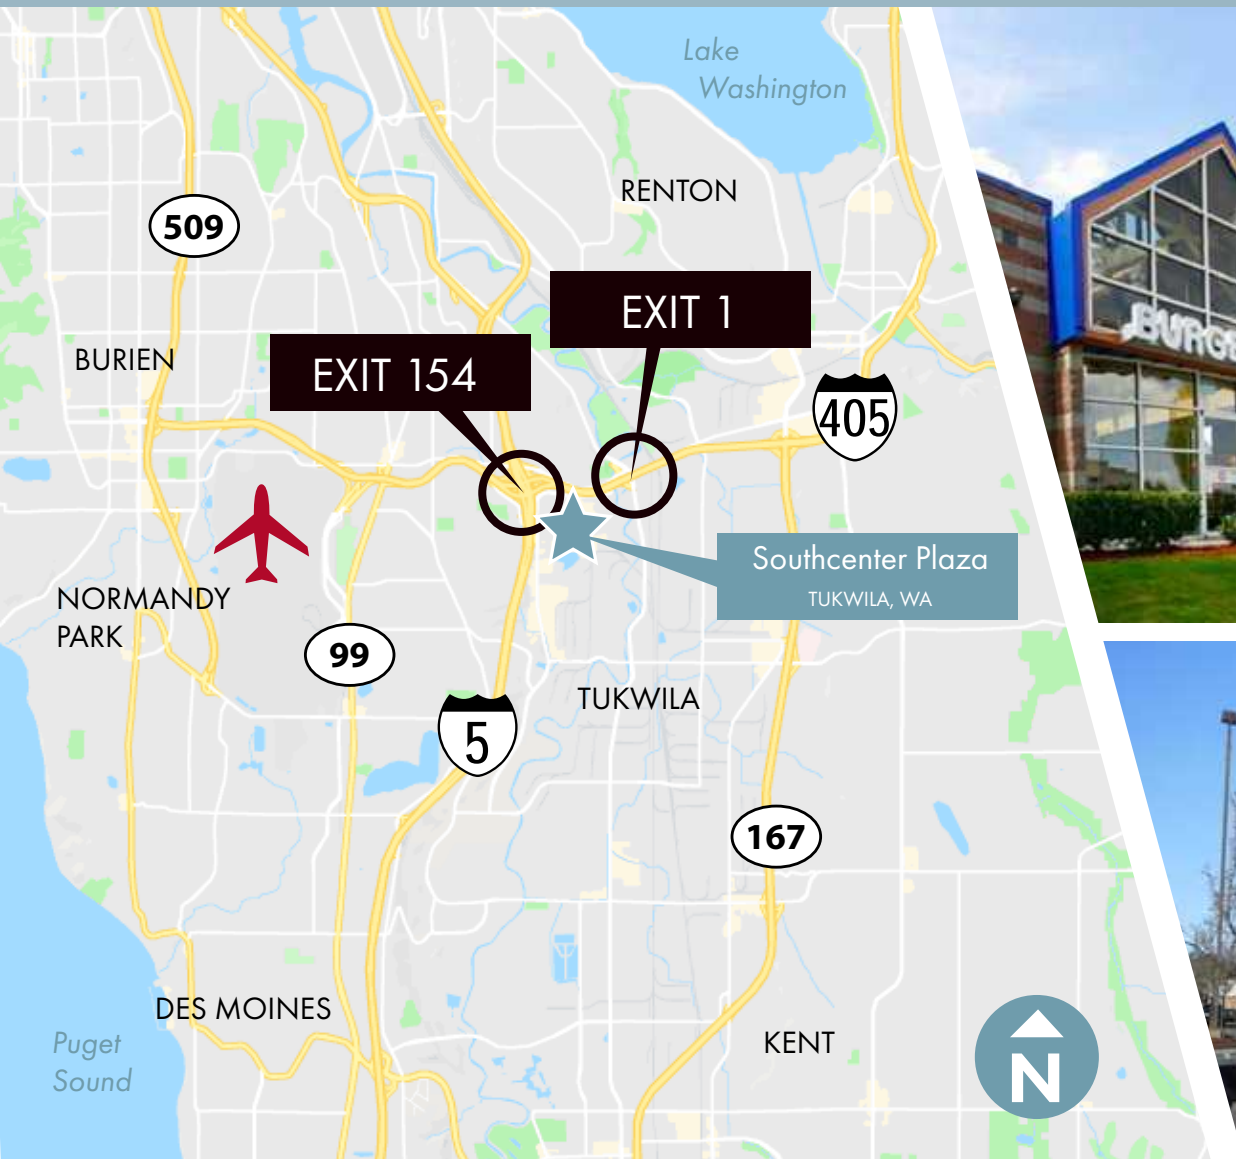 Lake
Washington
RENTON
509
EXIT 1
BURIEN
EXIT 154
405
Southcenter Plaza
TUKWILA, WA
NORMANDY
PARK
99
TUKWILA
5
167
DES MOINES
KENT
Puget
Sound
N